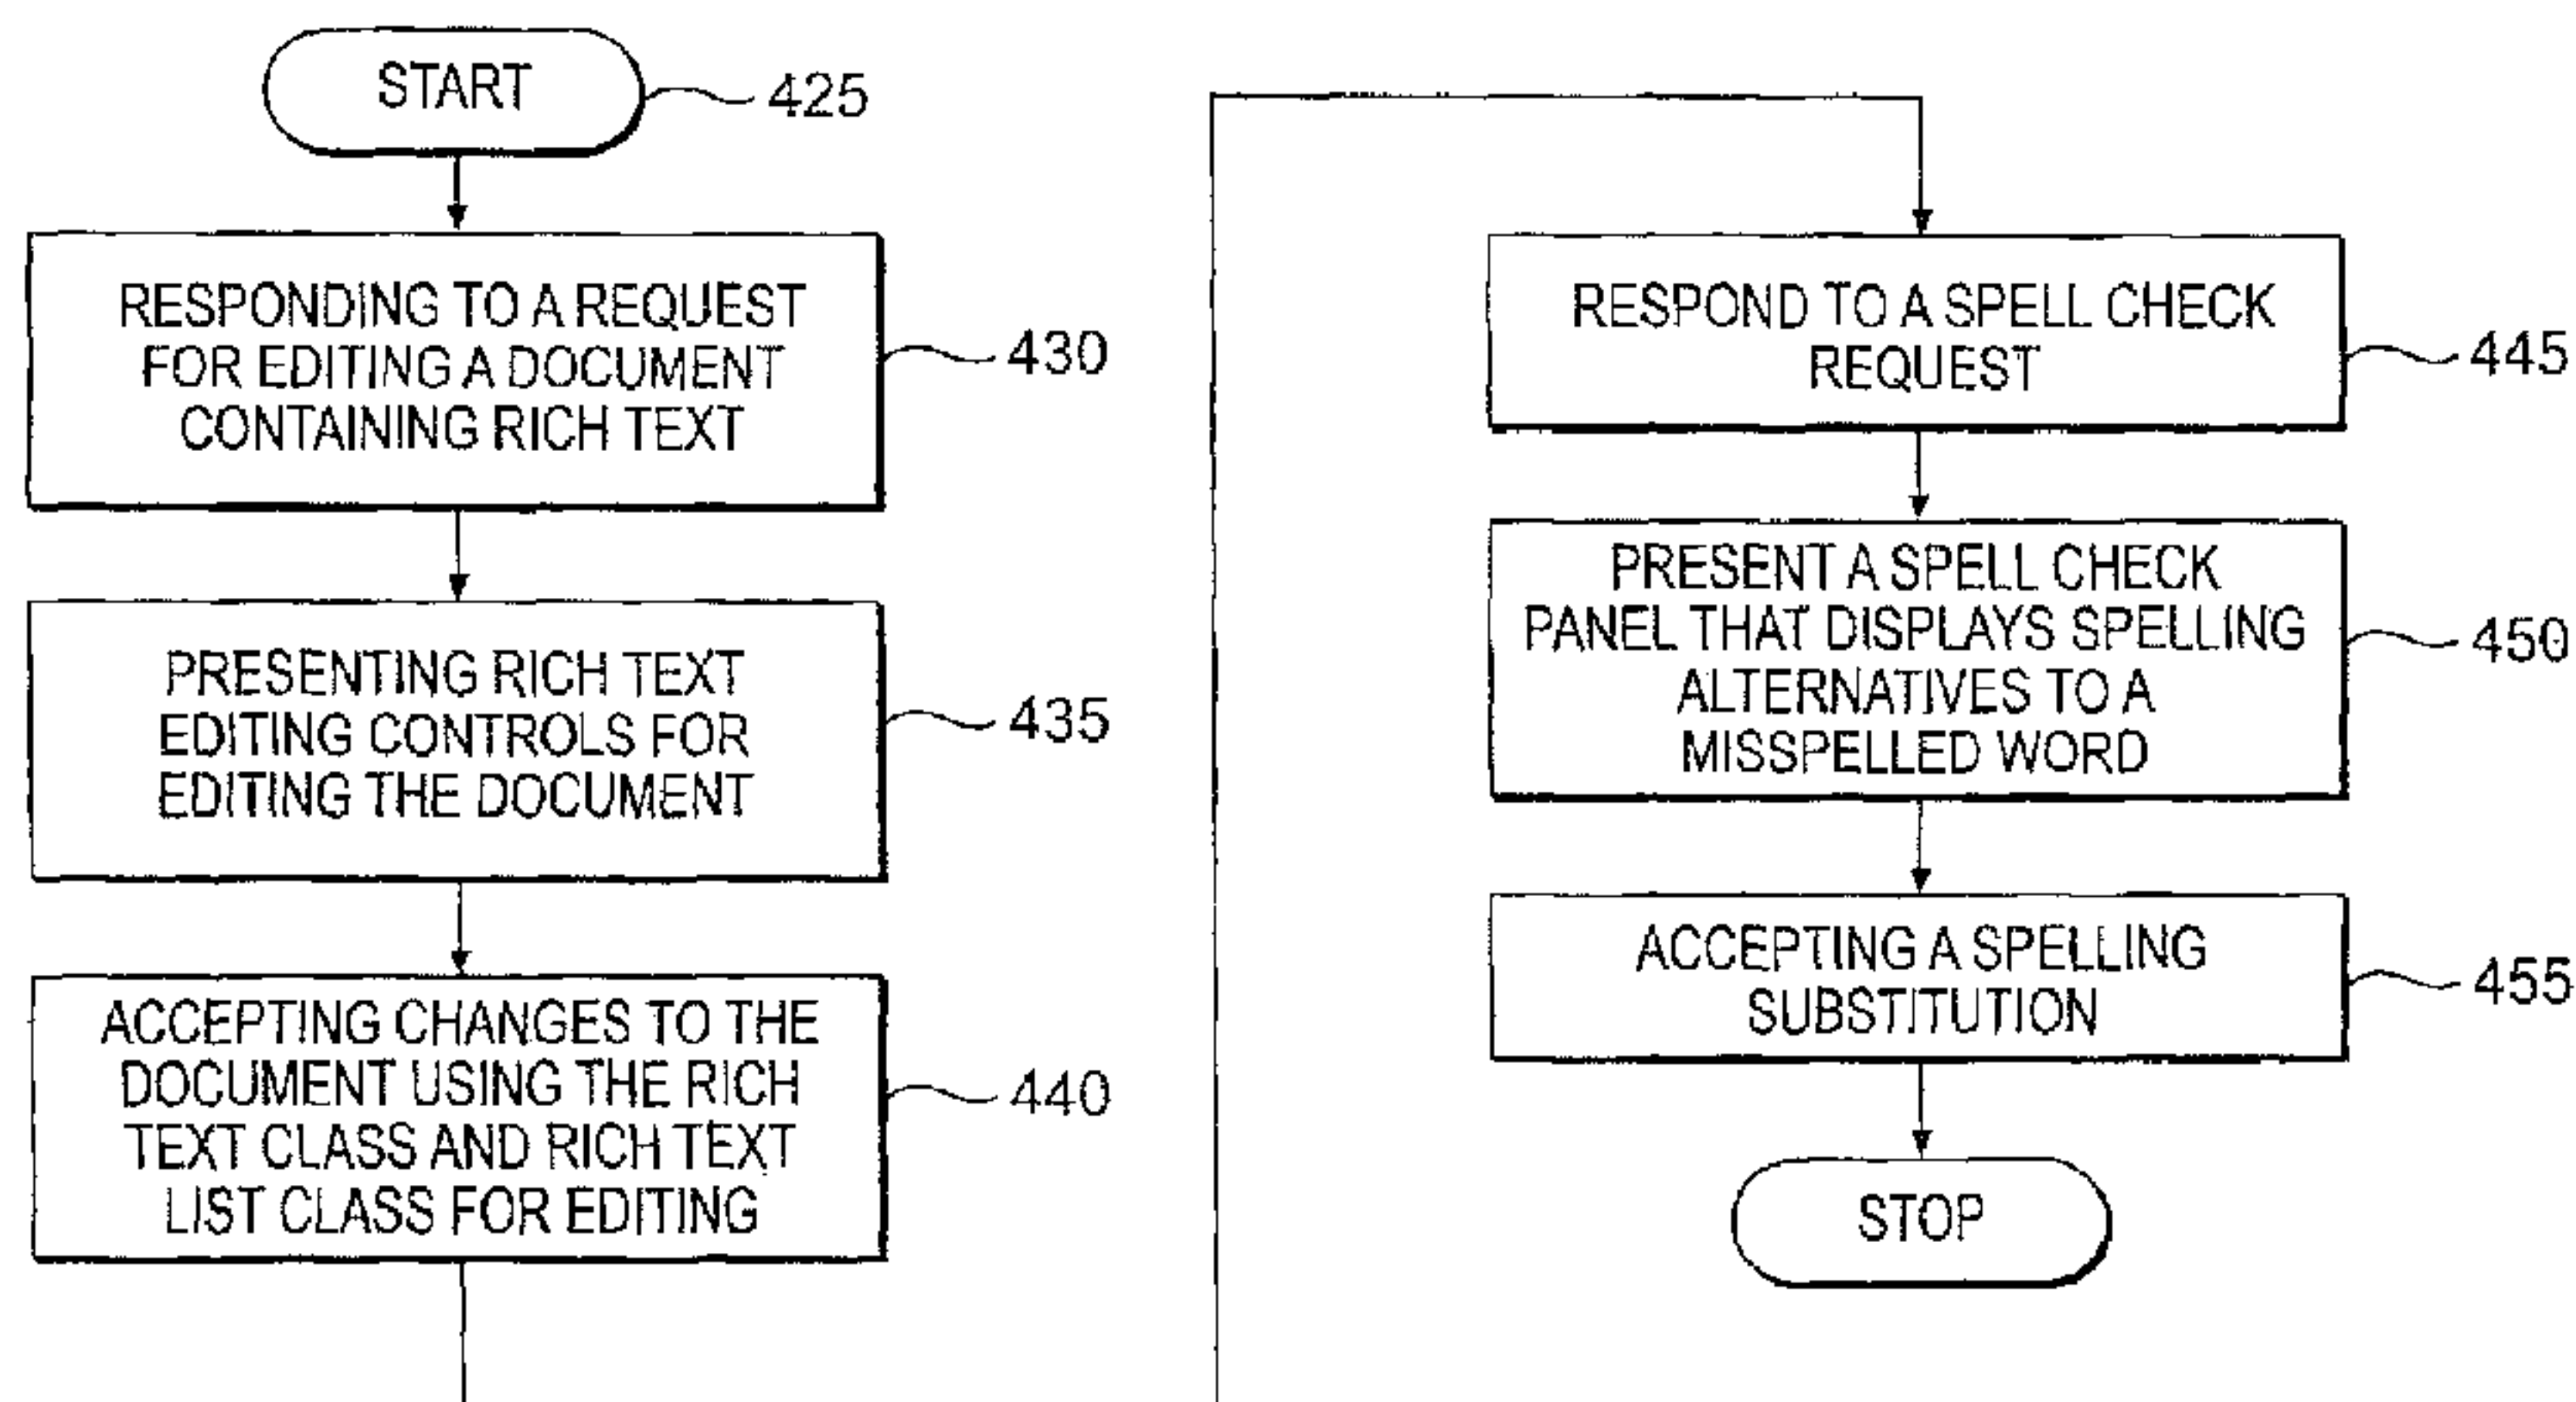 START
425
RESPONDING TO A REQUEST
FOR EDITING A DOCUMENT
CONTAINING RICH TEXT
430
PRESENTING RICH TEXT
EDITING CONTROLS FOR
EDITING THE DOCUMENT
435
ACCEPTING CHANGES TO THE
DOCUMENT USING THE RICH
TEXT CLASS AND RICH TEXT
LIST CLASS FOR EDITING
440
RESPOND TO A SPELL CHECK
REQUEST
445
PRESENT A SPELL CHECK
PANEL THAT DISPLAYS SPELLING
ALTERNATIVES TO A
MISSPELLED WORD
450
ACCEPTING A SPELLING
SUBSTITUTION
455
STOP